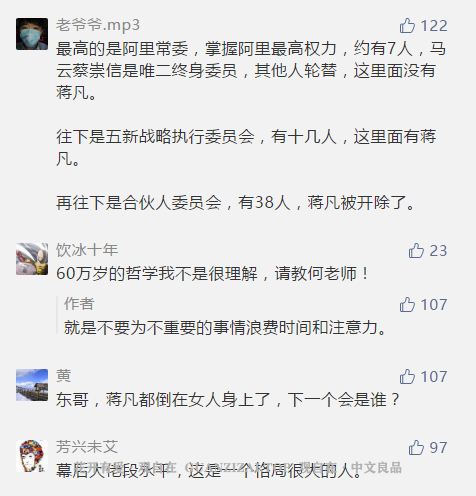 老爷爷.mp3
122
最高的是阿里常委，掌握阿里最高权力，约有7人，马
云蔡崇信是唯二终身委员，其他人轮替，这里面没有
蒋凡。
往下是五新战略执行委员会，有十几人，这里面有蒋
凡。
再往下是合伙人委员会，有38人，蒋凡被开除了。
饮冰十年
23
60万岁的哲学我不是很理解，请教何老师！
作者
107
就是不要为不重要的事情浪费时间和注意力。
黄
107
东哥，蒋凡都倒在女人身上了，下一个会是谁？
芳兴未艾
97
幕后大佬段永平，这是一个格局很大的人。
中文良品